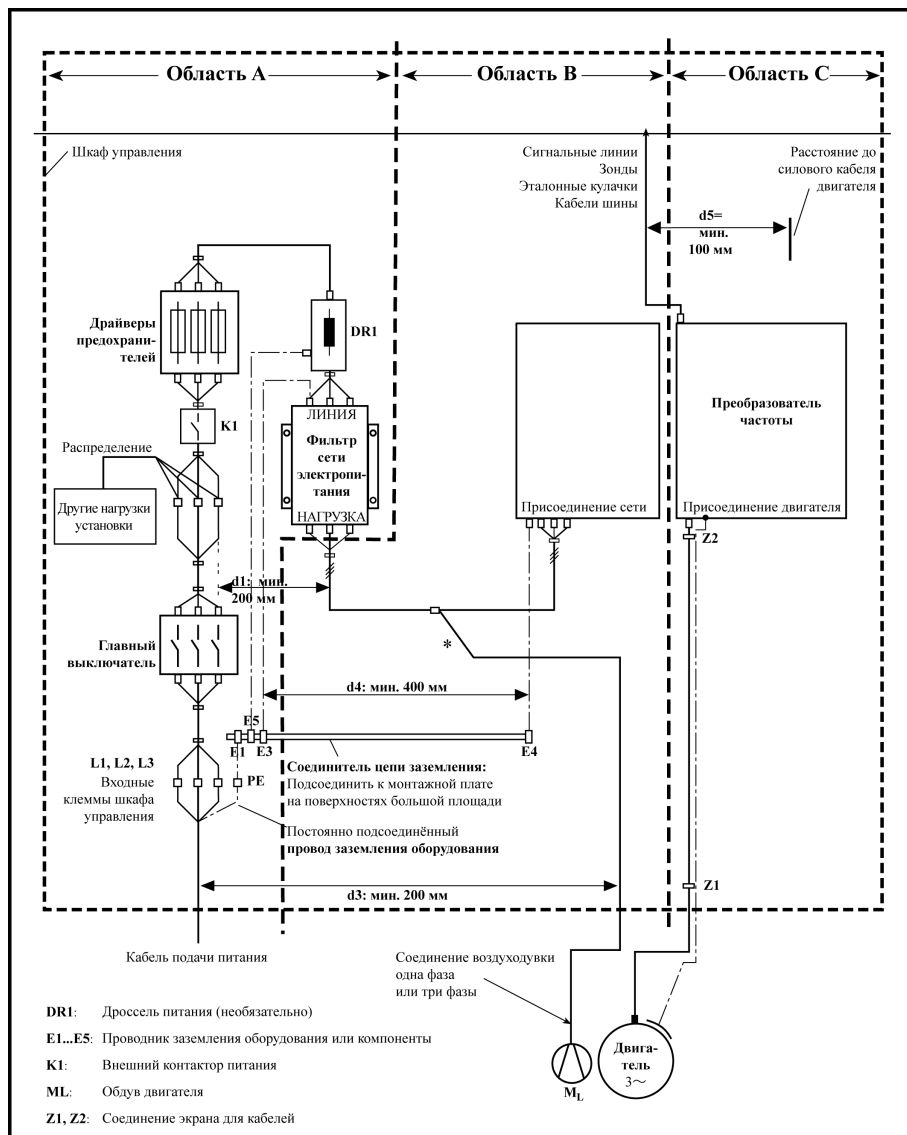 Область A
Область B
Область C
Шкаф управления
Сигнальные линии
Зонды
Эталонные кулачки
Кабели шины
Расстояние до
силового кабеля
двигателя
d5=
мин.
100 мм
Драйверы
предохрани-
телей
DR1
K1
ЛИНИЯ
Фильтр
сети
электропи-
тания
НАГРУЗКА
Распределение
Другие нагрузки
установки
Преобразователь
частоты
Присоединение сети
Присоединение двигателя
Z2
d1: мин.
200 мм
Главный
выключатель
*
d4: мин. 400 мм
E5
E1
E3
E4
L1, L2, L3
Входные
клеммы шкафа
управления
PE
Соединитель цепи заземления:
Подсоединить к монтажной плате
на поверхностях большой площади
Постоянно подсоединённый
провод заземления оборудования
d3: мин. 200 мм
Z1
Кабель подачи питания
Соединение воздуходувки
одна фаза
или три фазы
DR1: Дроссель питания (необязательно)
E1...E5: Проводник заземления оборудования или компоненты
K1: Внешний контактор питания
ML: Обдув двигателя
Z1, Z2: Соединение экрана для кабелей
ML
Двига-
тель
3~